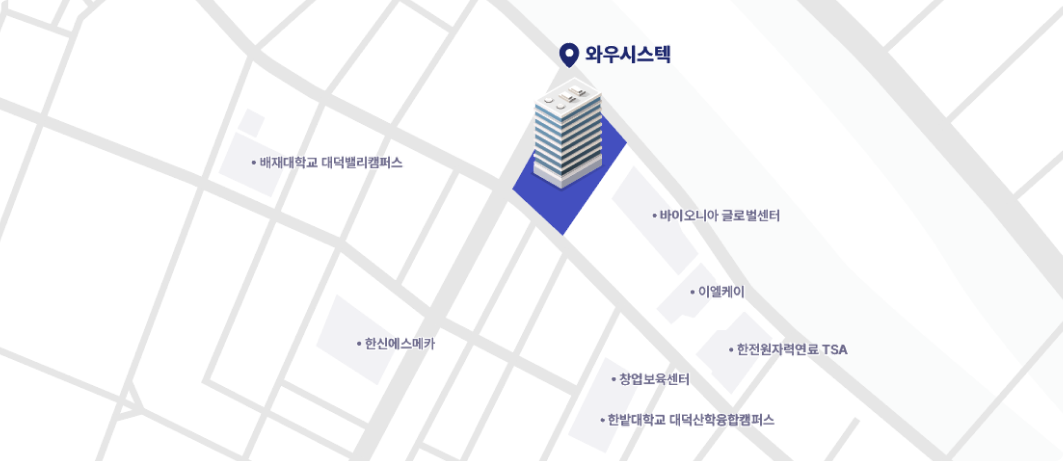 와우시스텍
• 배재대학교 대덕밸리캠퍼스
• 바이오니아 글로벌센터
• 이엘케이
• 한신에스메카
• 한전원자력연료 TSA
• 창업보육센터
• 한밭대학교 대덕산학융합캠퍼스